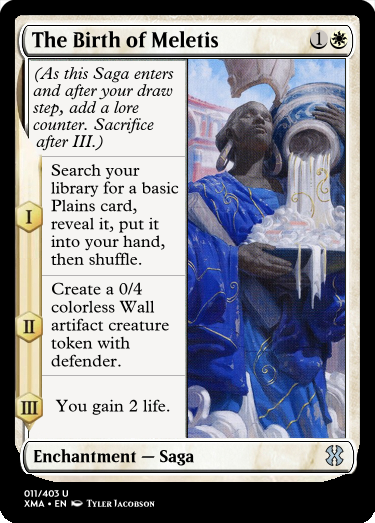 The Birth of Meletis 1
(As this Saga enters
and after your draw
step, add a lore
counter. Sacrifice
after III.)
I
Search your
library for a basic
Plains card,
reveal it, put it
into your hand,
then shuffle.
II
Create a 0/4
colorless Wall
artifact creature
token with
defender.
III
You gain 2 life.
Enchantment — Saga
011/403 U
XMA • EN Tyler Jacobson